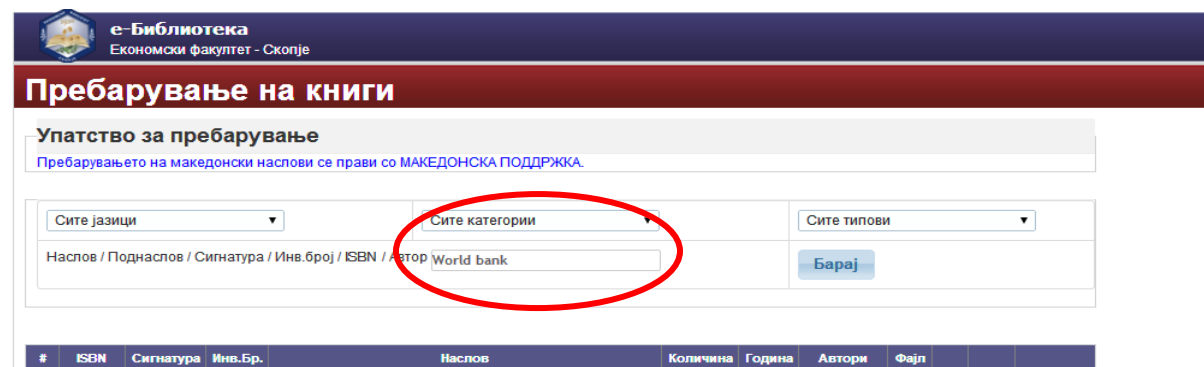 е-Библиотека
Економски факултет - Скопје
Пребарување на книги
Упатство за пребарување
Пребарувањето на македонски наслови се прави со МАКЕДОНСКА ПОДДРЖКА.
Сите јазици Сите категории Сите типови
Наслов / Поднаслов / Сигнатура / Инв.број / ISBN / Автор World bank Барај
# ISBN Сигнатура Инв.Бр. Наслов Количина Година Автори Фајл